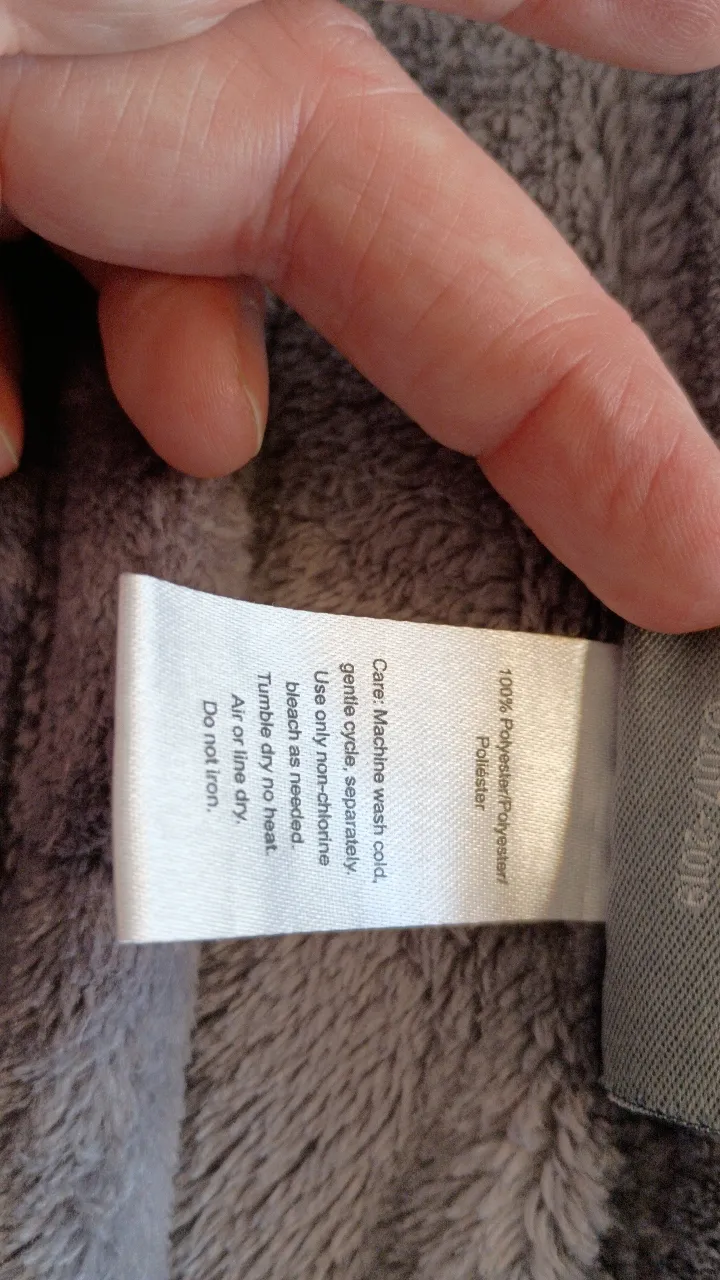 100% Polyester/Polyester/
Poliéster
Care: Machine wash cold,
gentle cycle, separately.
Use only non-chlorine
bleach as needed.
Tumble dry no heat.
Air or line dry.
Do not iron.